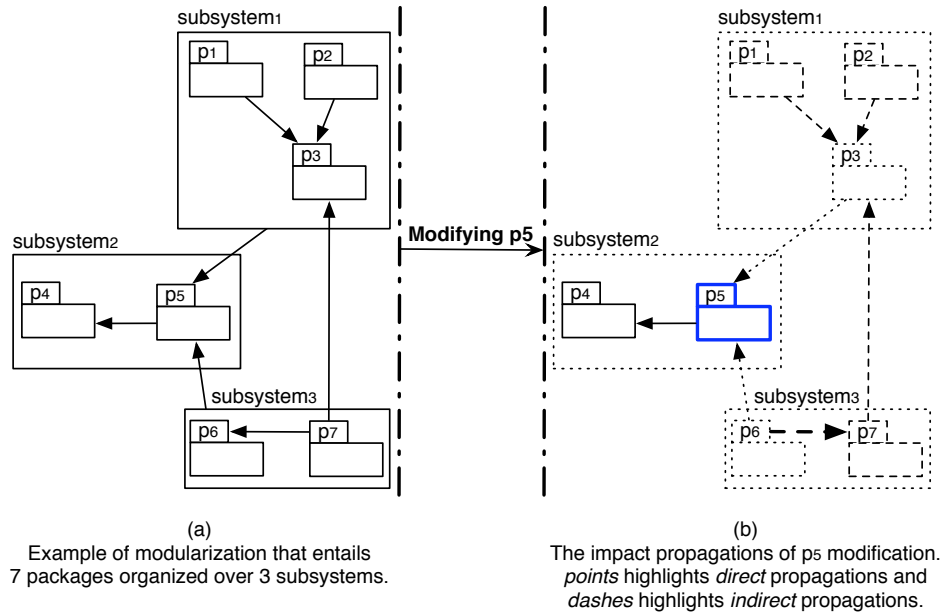 subsystem1
p1
p2
p3
subsystem2
p4
p5
subsystem3
p6
p7
Modifying p5
subsystem1
p1
p2
p3
subsystem2
p4
p5
subsystem3
p6
p7
(a)
Example of modularization that entails
7 packages organized over 3 subsystems.
(b)
The impact propagations of p5 modification.
points highlights direct propagations and
dashes highlights indirect propagations.